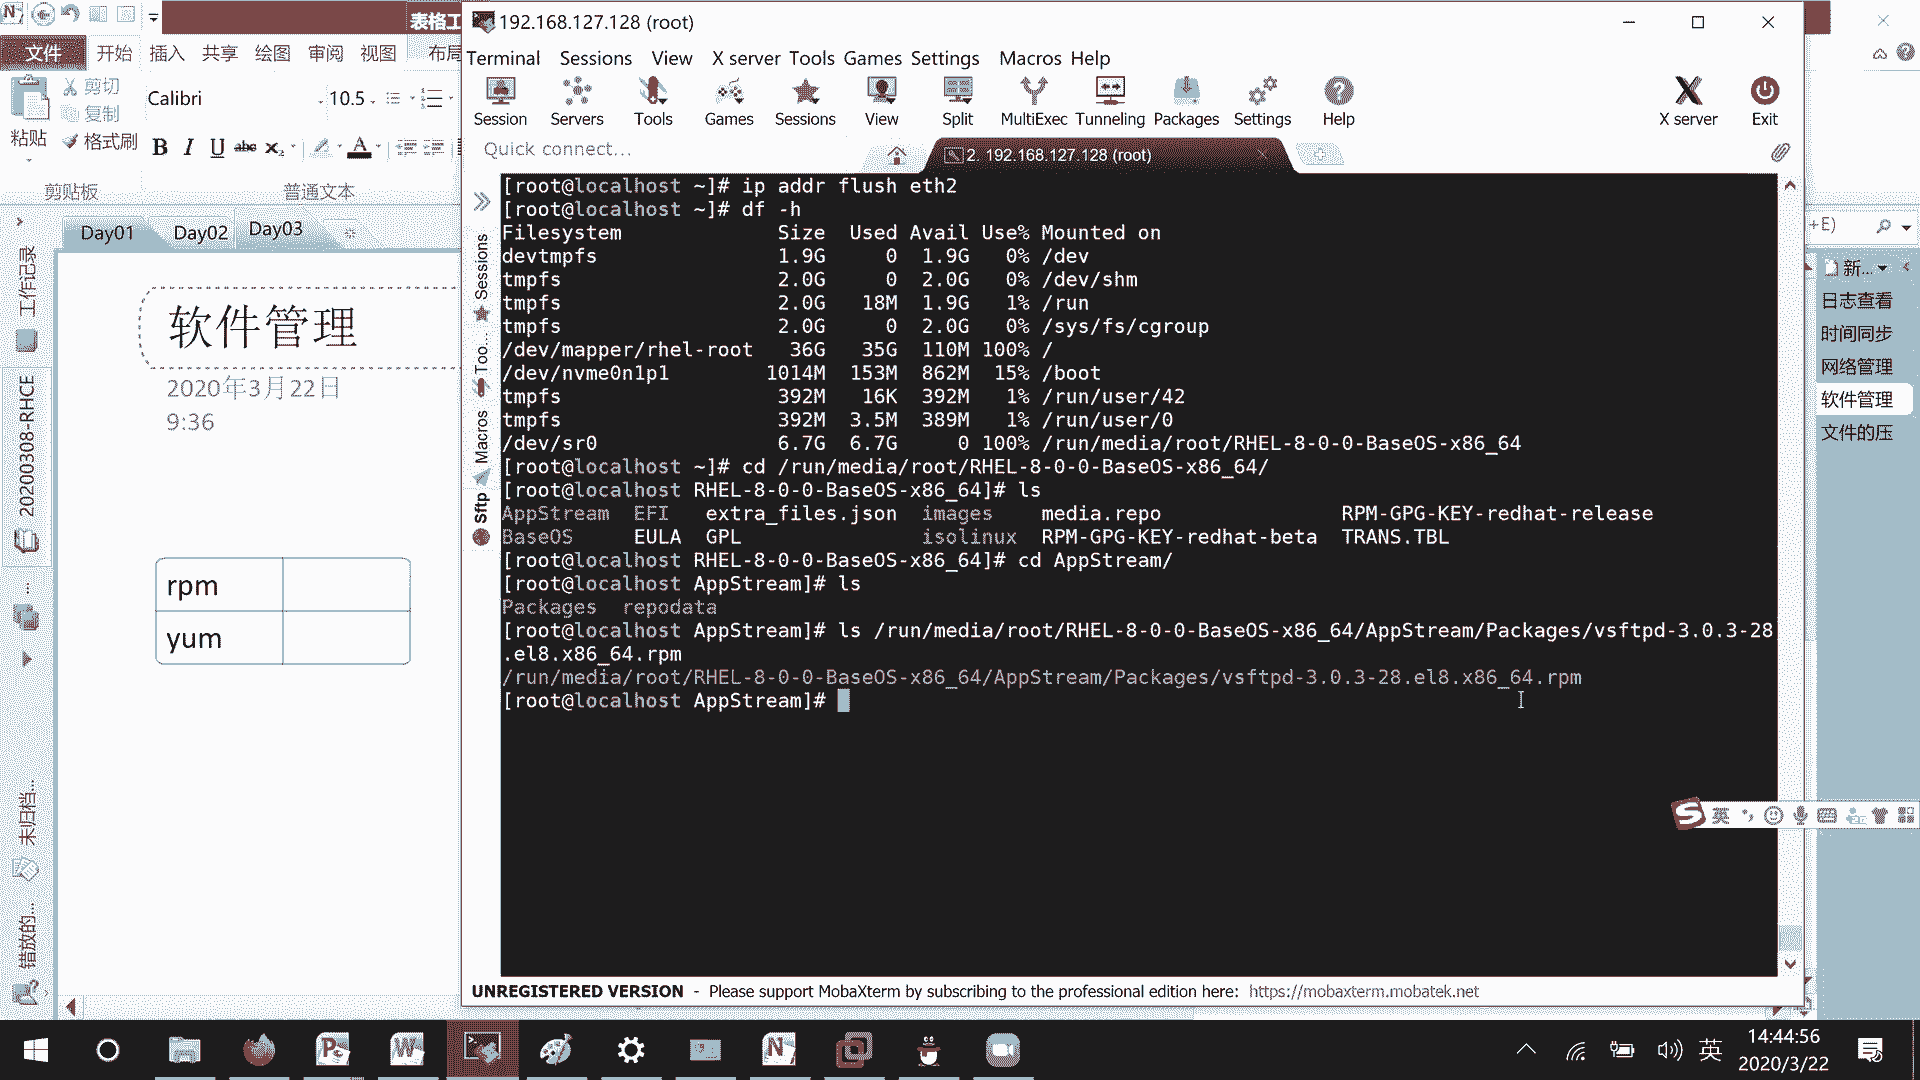 表格工
文件
开始
插入
共享
绘图
审阅
视图
布局
粘贴
剪切
复制
格式刷
Calibri
10.5
B I U abc x₂ A
剪贴板
普通文本
Day01
Day02
Day03
工作记录
20200308-RHCE
未归档...
错放的...
软件管理
2020年3月22日
9:36
rpm
yum
192.168.127.128 (root)
Terminal Sessions View X server Tools Games Settings Macros Help
Session Servers Tools Games Sessions View Split MultiExec Tunneling Packages Settings Help X server Exit
Quick connect...
2. 192.168.127.128 (root)
Sessions
Too...
Macros
Sftp
[root@localhost ~]# ip addr flush eth2
[root@localhost ~]# df -h
Filesystem Size Used Avail Use% Mounted on
devtmpfs 1.9G 0 1.9G 0% /dev
tmpfs 2.0G 0 2.0G 0% /dev/shm
tmpfs 2.0G 18M 1.9G 1% /run
tmpfs 2.0G 0 2.0G 0% /sys/fs/cgroup
/dev/mapper/rhel-root 36G 35G 110M 100% /
/dev/nvme0n1p1 1014M 153M 862M 15% /boot
tmpfs 392M 16K 392M 1% /run/user/42
tmpfs 392M 3.5M 389M 1% /run/user/0
/dev/sr0 6.7G 6.7G 0 100% /run/media/root/RHEL-8-0-0-BaseOS-x86_64
[root@localhost ~]# cd /run/media/root/RHEL-8-0-0-BaseOS-x86_64/
[root@localhost RHEL-8-0-0-BaseOS-x86_64]# ls
AppStream EFI extra_files.json images media.repo RPM-GPG-KEY-redhat-release
BaseOS EULA GPL isolinux RPM-GPG-KEY-redhat-beta TRANS.TBL
[root@localhost RHEL-8-0-0-BaseOS-x86_64]# cd AppStream/
[root@localhost AppStream]# ls
Packages repodata
[root@localhost AppStream]# ls /run/media/root/RHEL-8-0-0-BaseOS-x86_64/AppStream/Packages/vsftpd-3.0.3-28
.el8.x86_64.rpm
/run/media/root/RHEL-8-0-0-BaseOS-x86_64/AppStream/Packages/vsftpd-3.0.3-28.el8.x86_64.rpm
[root@localhost AppStream]#
UNREGISTERED VERSION - Please support MobaXterm by subscribing to the professional edition here: https://mobaxterm.mobatek.net
+E)
新...
日志查看
时间同步
网络管理
软件管理
文件的压
英
英
14:44:56
2020/3/22